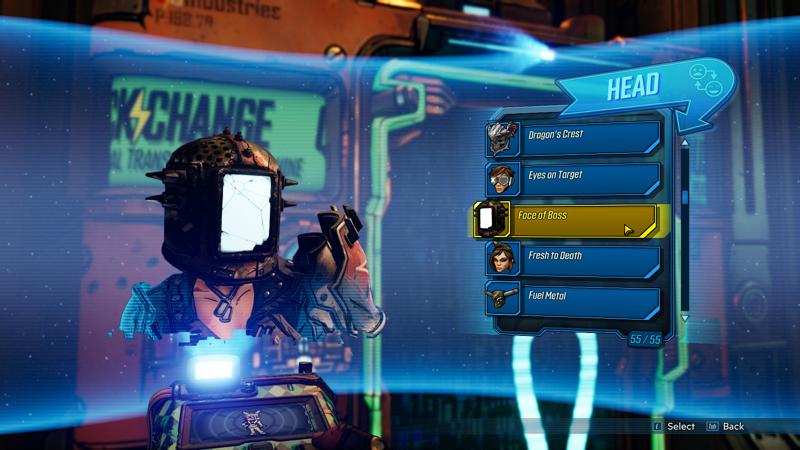 Industries
HEAD
K CHANGE
Dragon's Crest
Eyes on Target
Face of Bass
Fresh to Death
Fuel Metal
55 / 55
Select
Back